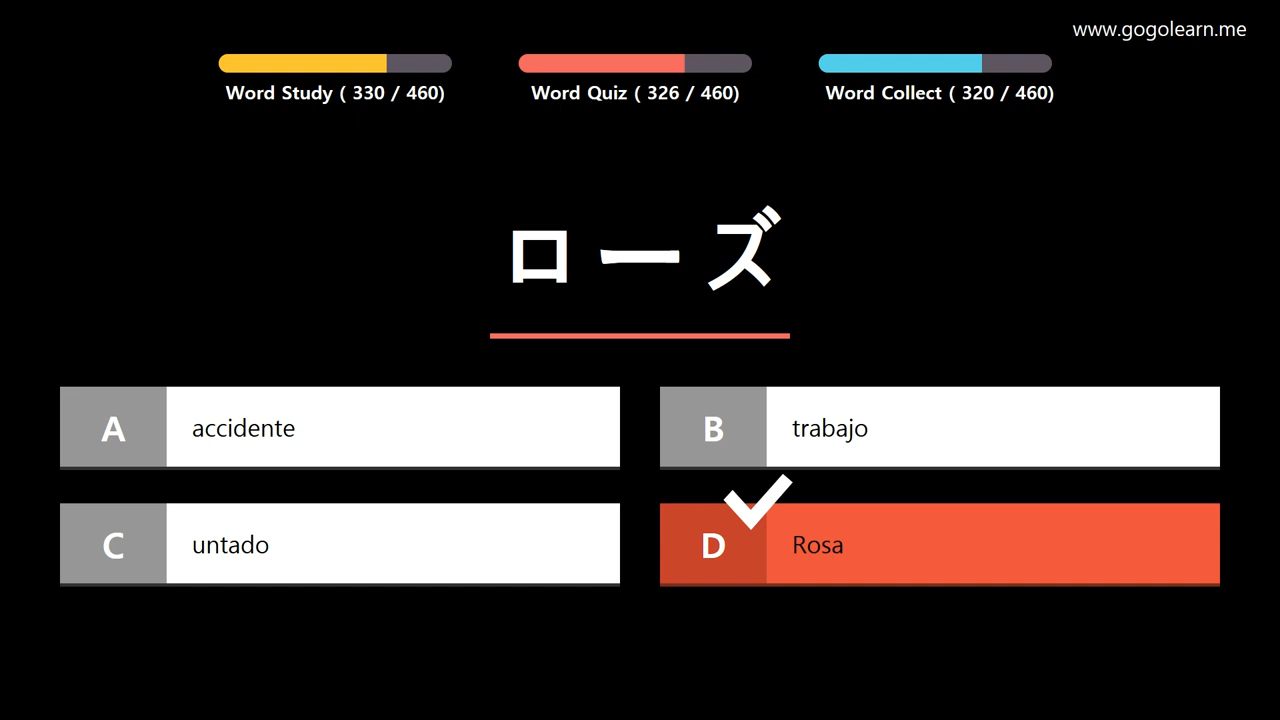 www.gogolearn.me
Word Study ( 330 / 460)
Word Quiz ( 326 / 460)
Word Collect ( 320 / 460)
ローズ
A accidente
B trabajo
C untado
D Rosa